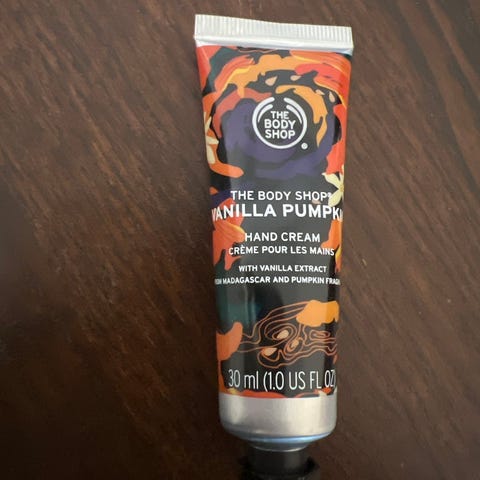 THE
BODY
SHOP
®
THE BODY SHOP®
VANILLA PUMPK
HAND CREAM
CRÈME POUR LES MAINS
WITH VANILLA EXTRACT
MADAGASCAR AND PUMPKIN
30 ml (1.0 US FL OZ)